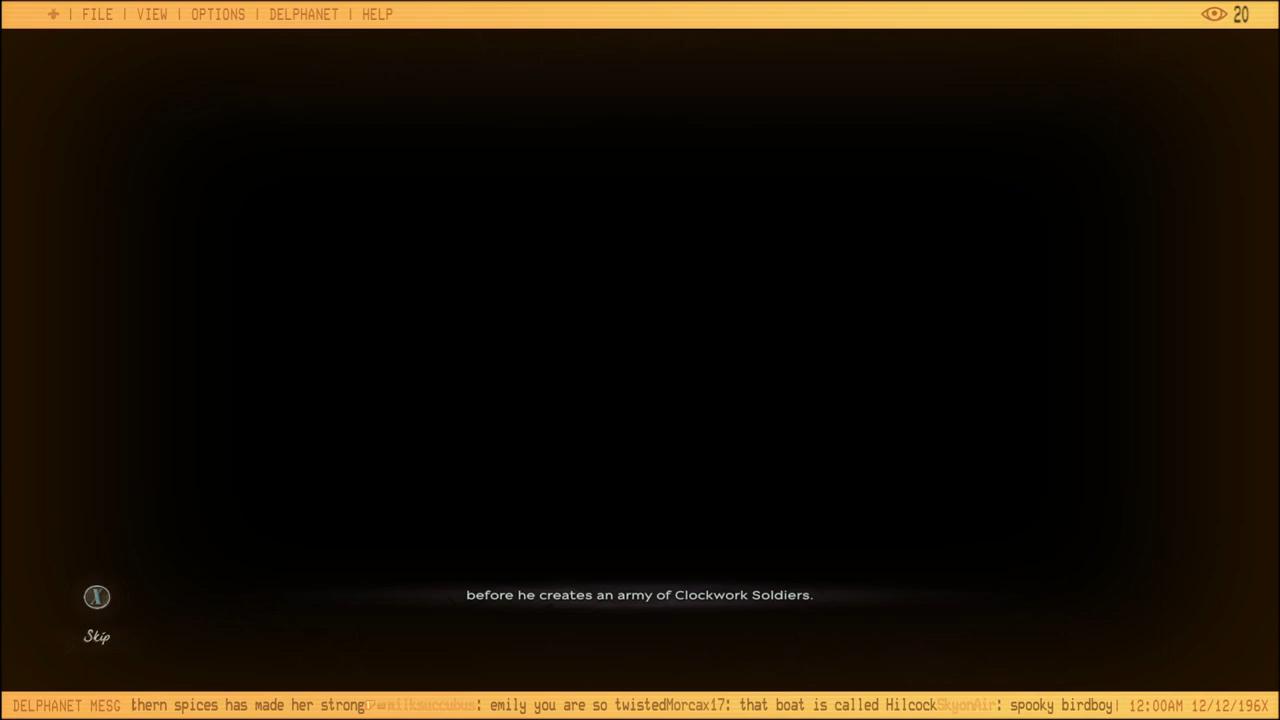 ✚ | FILE | VIEW | OPTIONS | DELPHANET | HELP
20
before he creates an army of Clockwork Soldiers.
X
Skip
DELPHANET MESG thern spices has made her strong milksuccubus: emily you are so twistedMorcax17: that boat is called HilcockSkyonAir: spooky birdboy| 12:00AM 12/12/196X